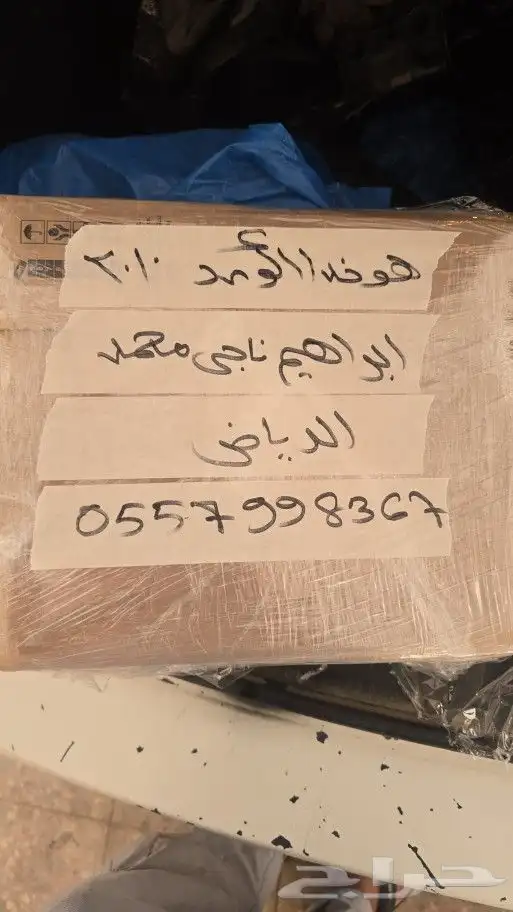 هوندا اكورد ٢٠١٠
ابراهيم ناجي محمد
الرياض
0557998367
حراج